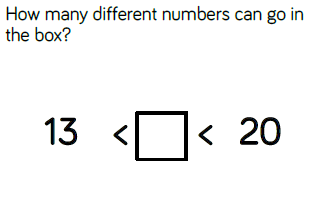 How many different numbers can go in
the box?
13 < < 20